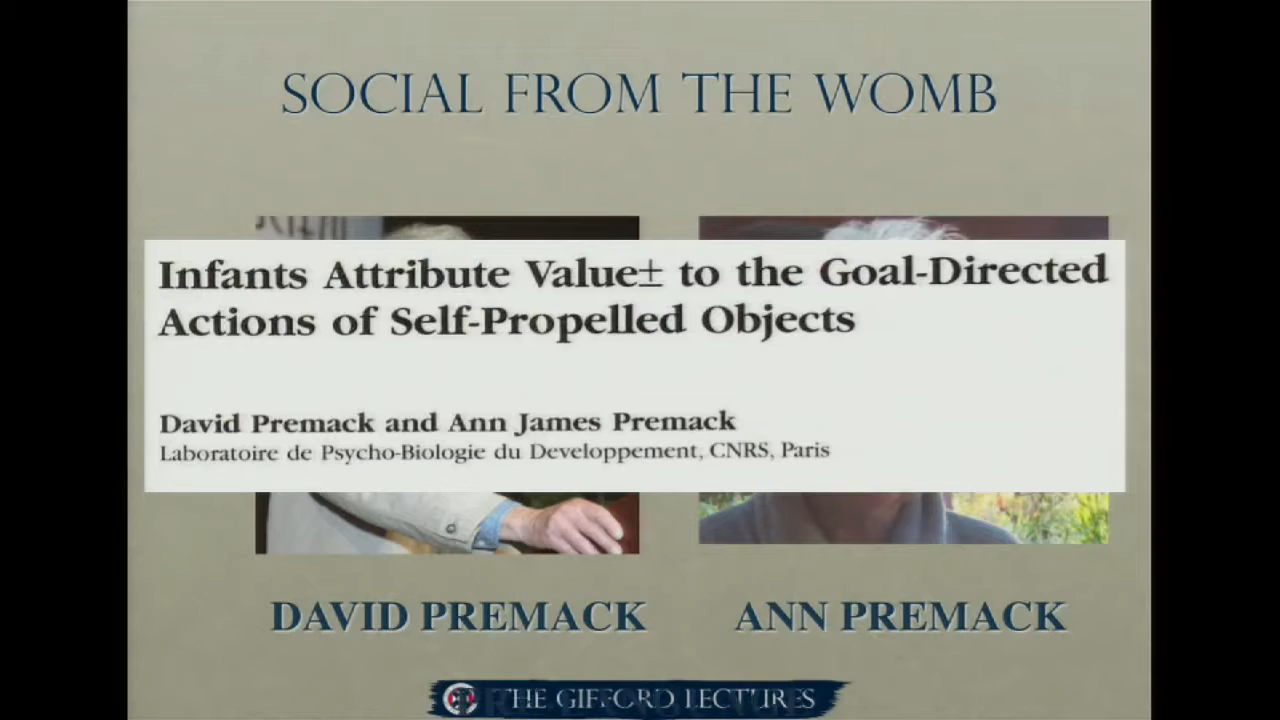 SOCIAL FROM THE WOMB
Infants Attribute Value± to the Goal-Directed
Actions of Self-Propelled Objects
David Premack and Ann James Premack
Laboratoire de Psycho-Biologie du Developpement, CNRS, Paris
DAVID PREMACK
ANN PREMACK
THE GIFFORD LECTURES